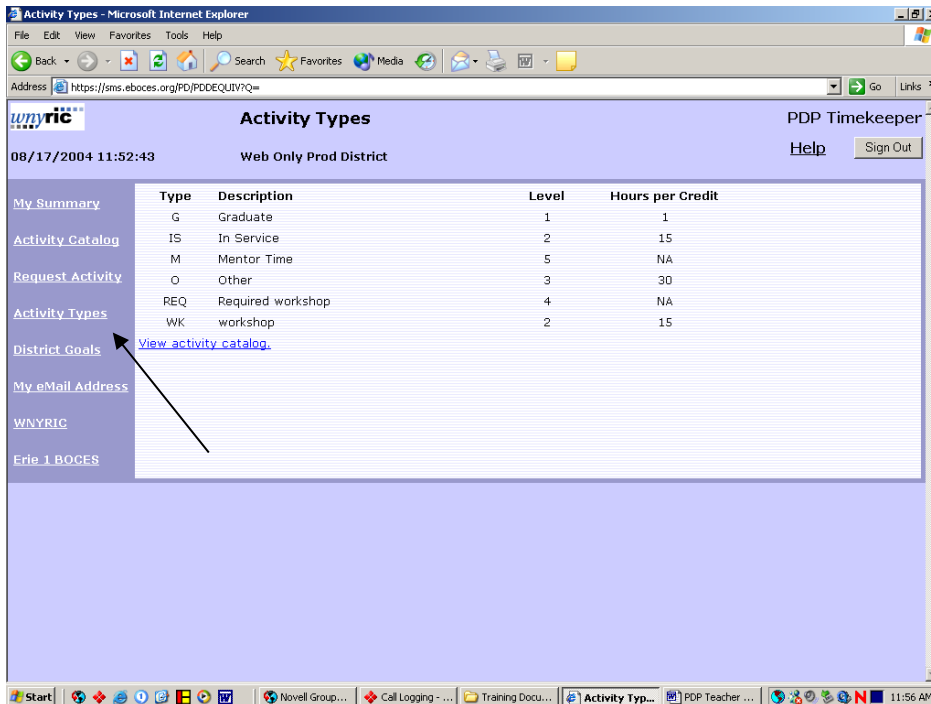 Activity Types - Microsoft Internet Explorer
File Edit View Favorites Tools Help
Back Search Favorites Media
Address https://sms.eboces.org/PD/PDDEQUIV?Q= Go Links
wnyric Activity Types PDP Timekeeper
Help Sign Out
08/17/2004 11:52:43 Web Only Prod District
My Summary
Activity Catalog
Request Activity
Activity Types
District Goals
My eMail Address
WNYRIC
Erie 1 BOCES
Type Description Level Hours per Credit
G Graduate 1 1
IS In Service 2 15
M Mentor Time 5 NA
O Other 3 30
REQ Required workshop 4 NA
WK workshop 2 15
View activity catalog.
Start Novell Group... Call Logging - ... Training Docu... Activity Typ... PDP Teacher ... 11:56 AM